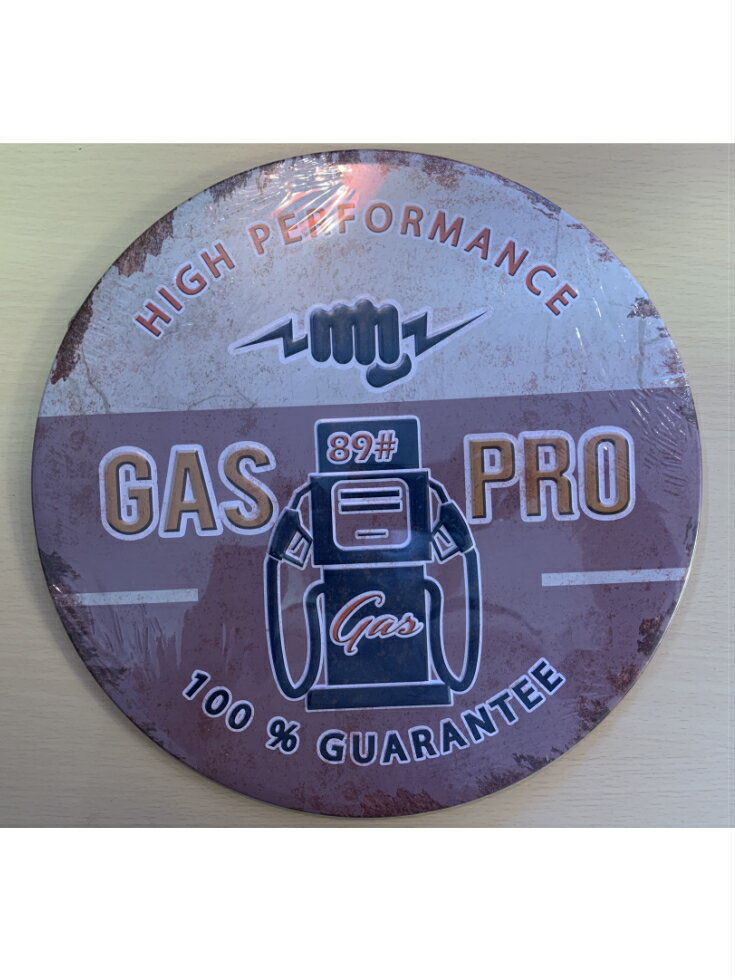 HIGH PERFORMANCE
89#
GAS PRO
Gas
100 % GUARANTEE